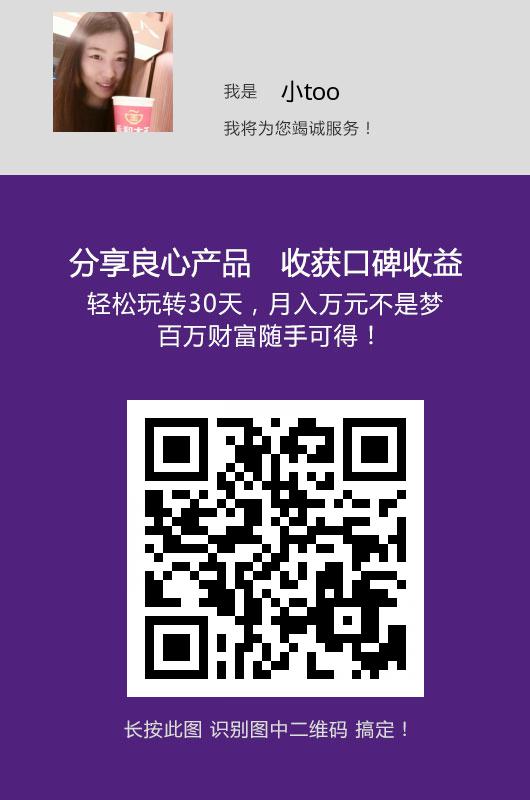 我是 小too
我将为您竭诚服务！
分享良心产品 收获口碑收益
轻松玩转30天，月入万元不是梦
百万财富随手可得！
长按此图 识别图中二维码 搞定！